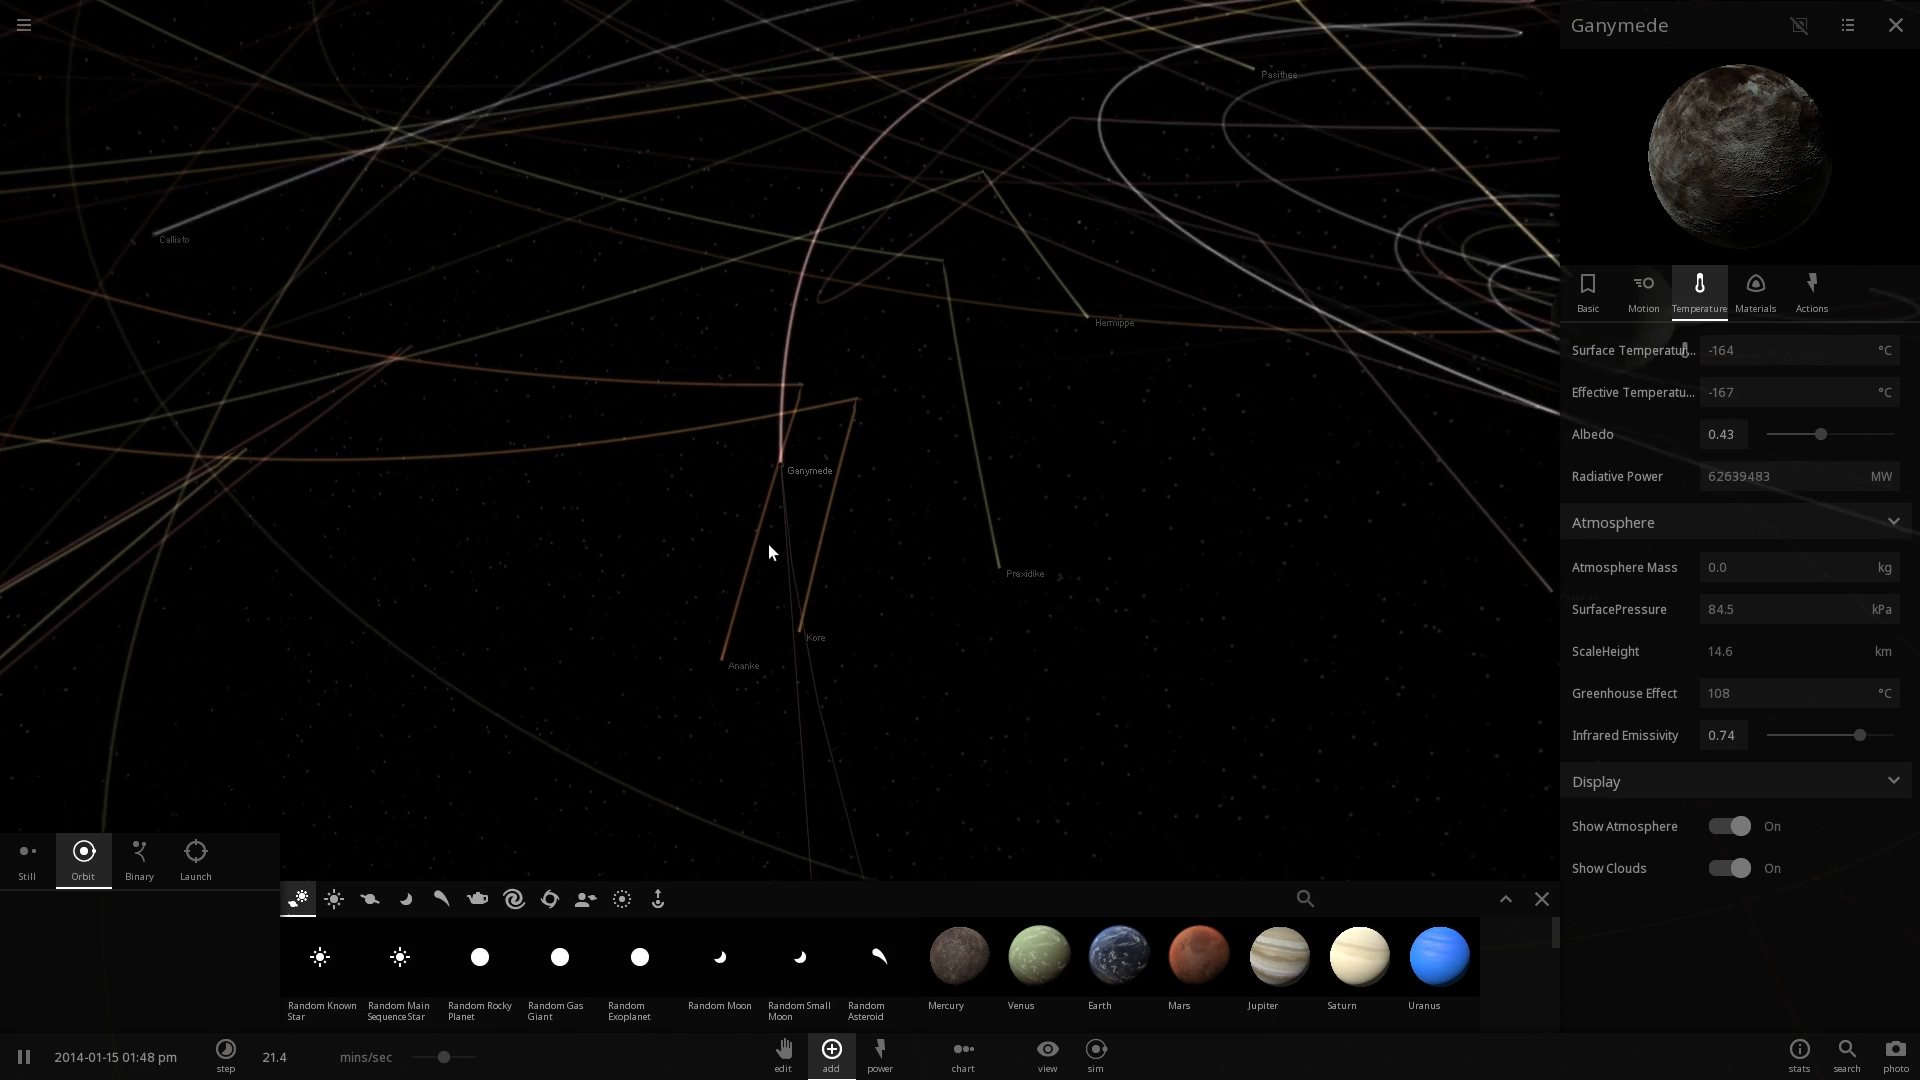 Ganymede
Pasithee
Callisto
Hermippe
Ganymede
Praxidike
Kore
Ananke
Basic
Motion
Temperature
Materials
Actions
Surface Temperatur... -164 °C
Effective Temperatu... -167 °C
Albedo 0.43
Radiative Power 62639483 MW
Atmosphere
Atmosphere Mass 0.0 kg
SurfacePressure 84.5 kPa
ScaleHeight 14.6 km
Greenhouse Effect 108 °C
Infrared Emissivity 0.74
Display
Show Atmosphere On
Show Clouds On
Still
Orbit
Binary
Launch
Random Known
Star
Random Main
Sequence Star
Random Rocky
Planet
Random Gas
Giant
Random
Exoplanet
Random Moon
Random Small
Moon
Random
Asteroid
Mercury
Venus
Earth
Mars
Jupiter
Saturn
Uranus
2014-01-15 01:48 pm
step
21.4 mins/sec
edit
add
power
chart
view
sim
stats
search
photo